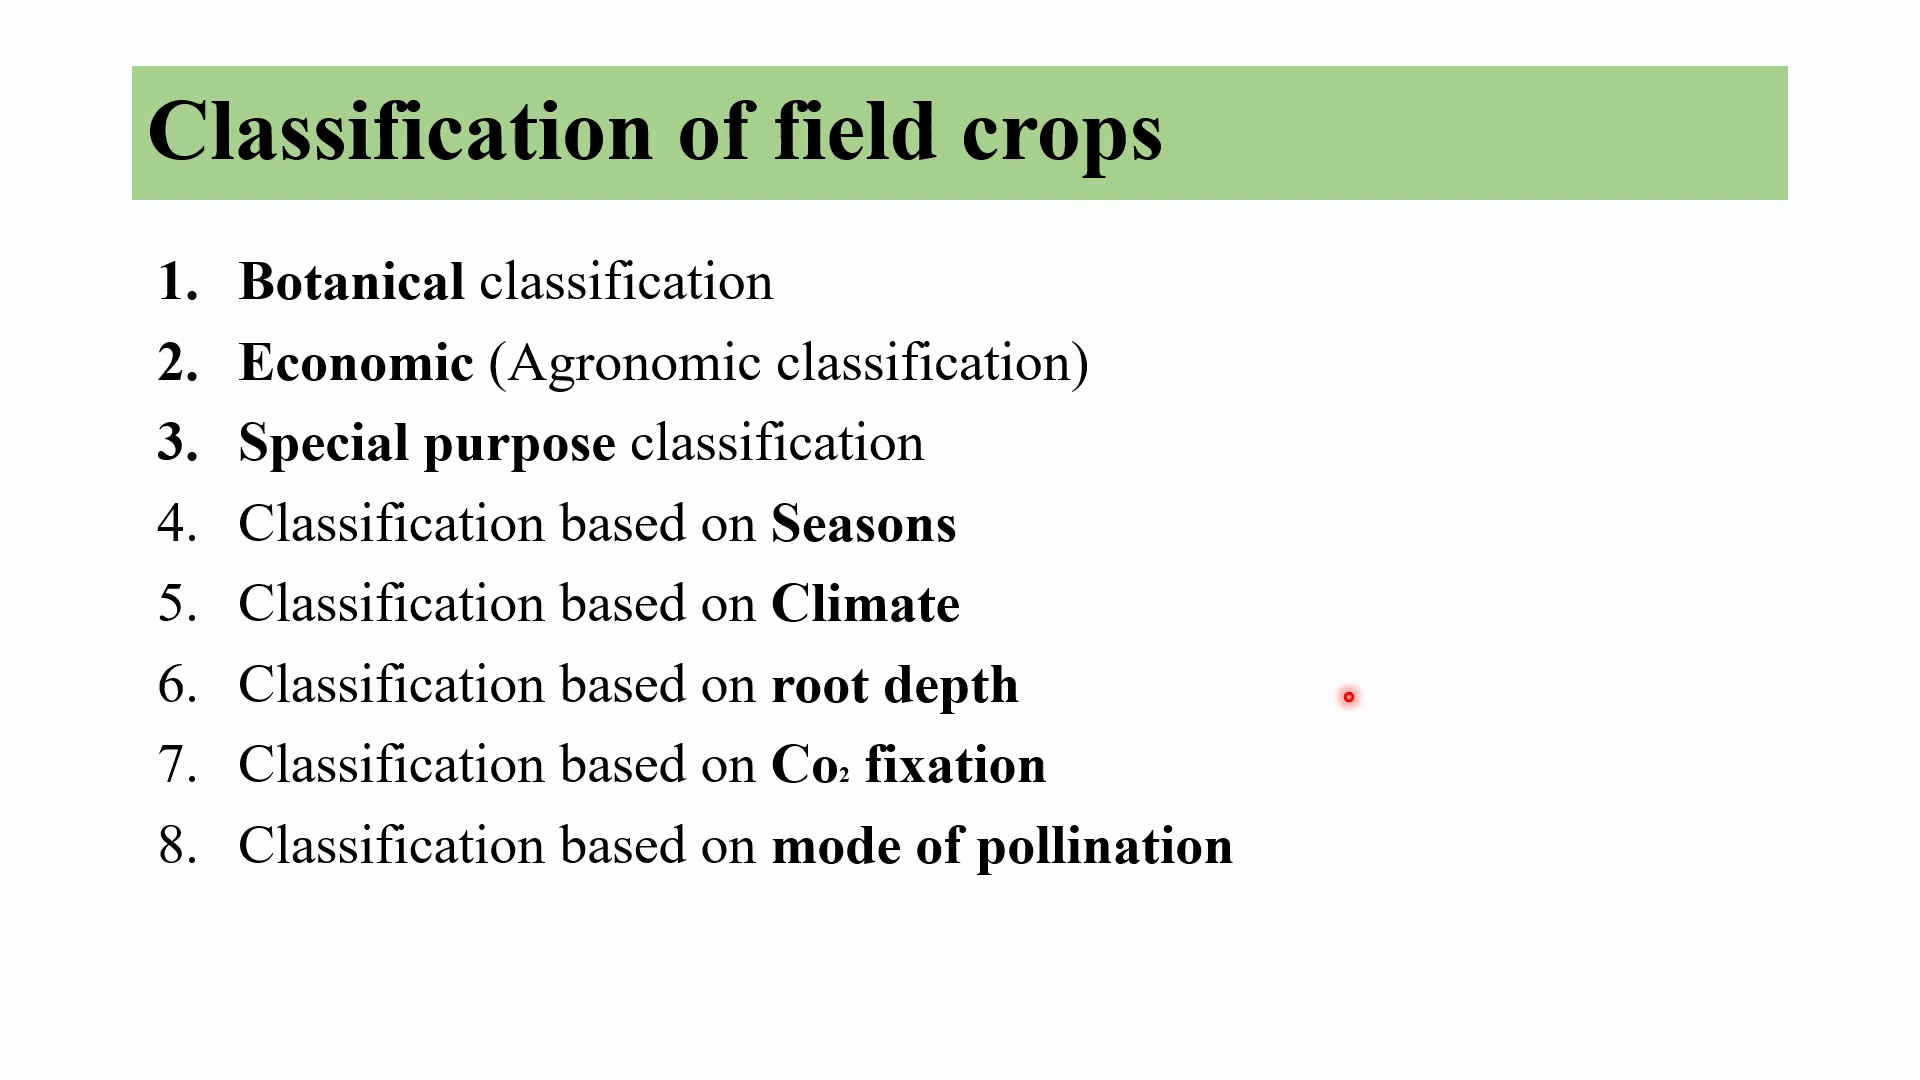 Classification of field crops
1. Botanical classification
2. Economic (Agronomic classification)
3. Special purpose classification
4. Classification based on Seasons
5. Classification based on Climate
6. Classification based on root depth
7. Classification based on Co₂ fixation
8. Classification based on mode of pollination